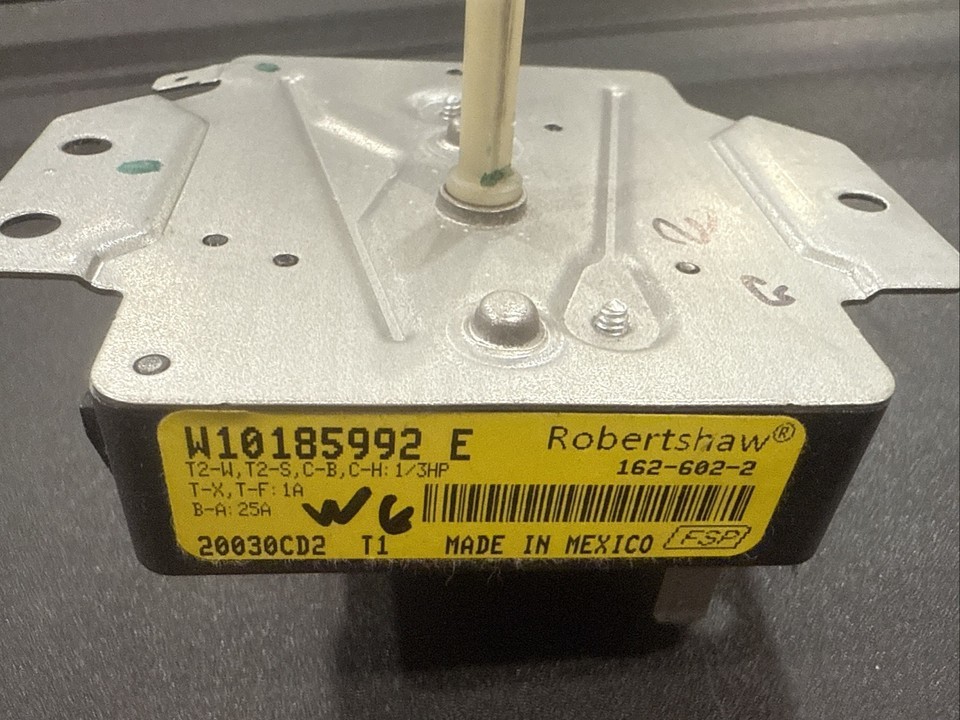 W10185992 E
Robertshaw®
T2-W,T2-S,C-B,C-H: 1/3HP
162-602-2
T-X,T-F: 1A
B-A: 25A
W6
20030CD2 T1 MADE IN MEXICO FSP